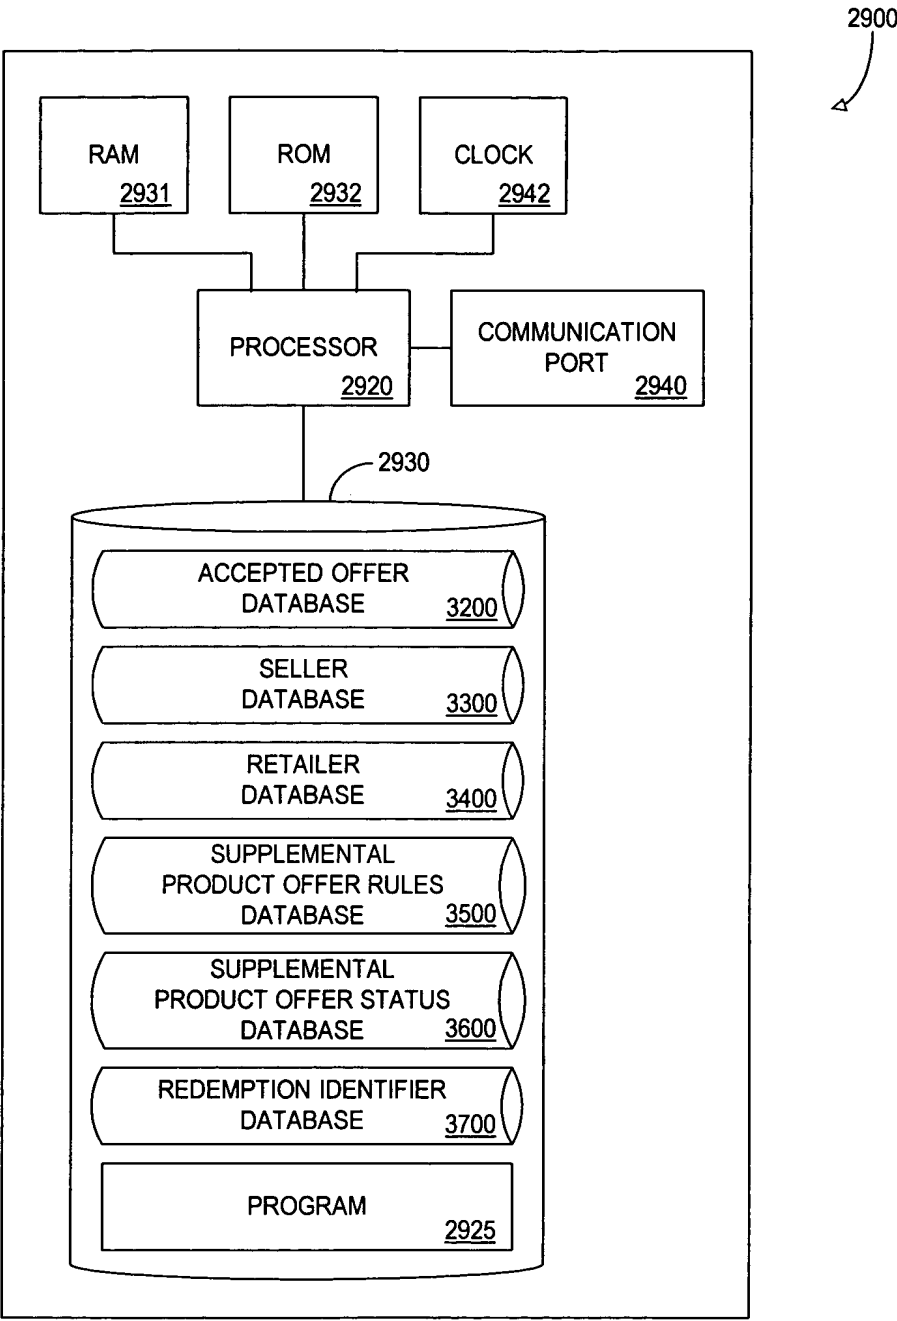 2900
RAM
2931
ROM
2932
CLOCK
2942
PROCESSOR
2920
COMMUNICATION
PORT
2940
2930
ACCEPTED OFFER
DATABASE
3200
SELLER
DATABASE
3300
RETAILER
DATABASE
3400
SUPPLEMENTAL
PRODUCT OFFER RULES
DATABASE
3500
SUPPLEMENTAL
PRODUCT OFFER STATUS
DATABASE
3600
REDEMPTION IDENTIFIER
DATABASE
3700
PROGRAM
2925